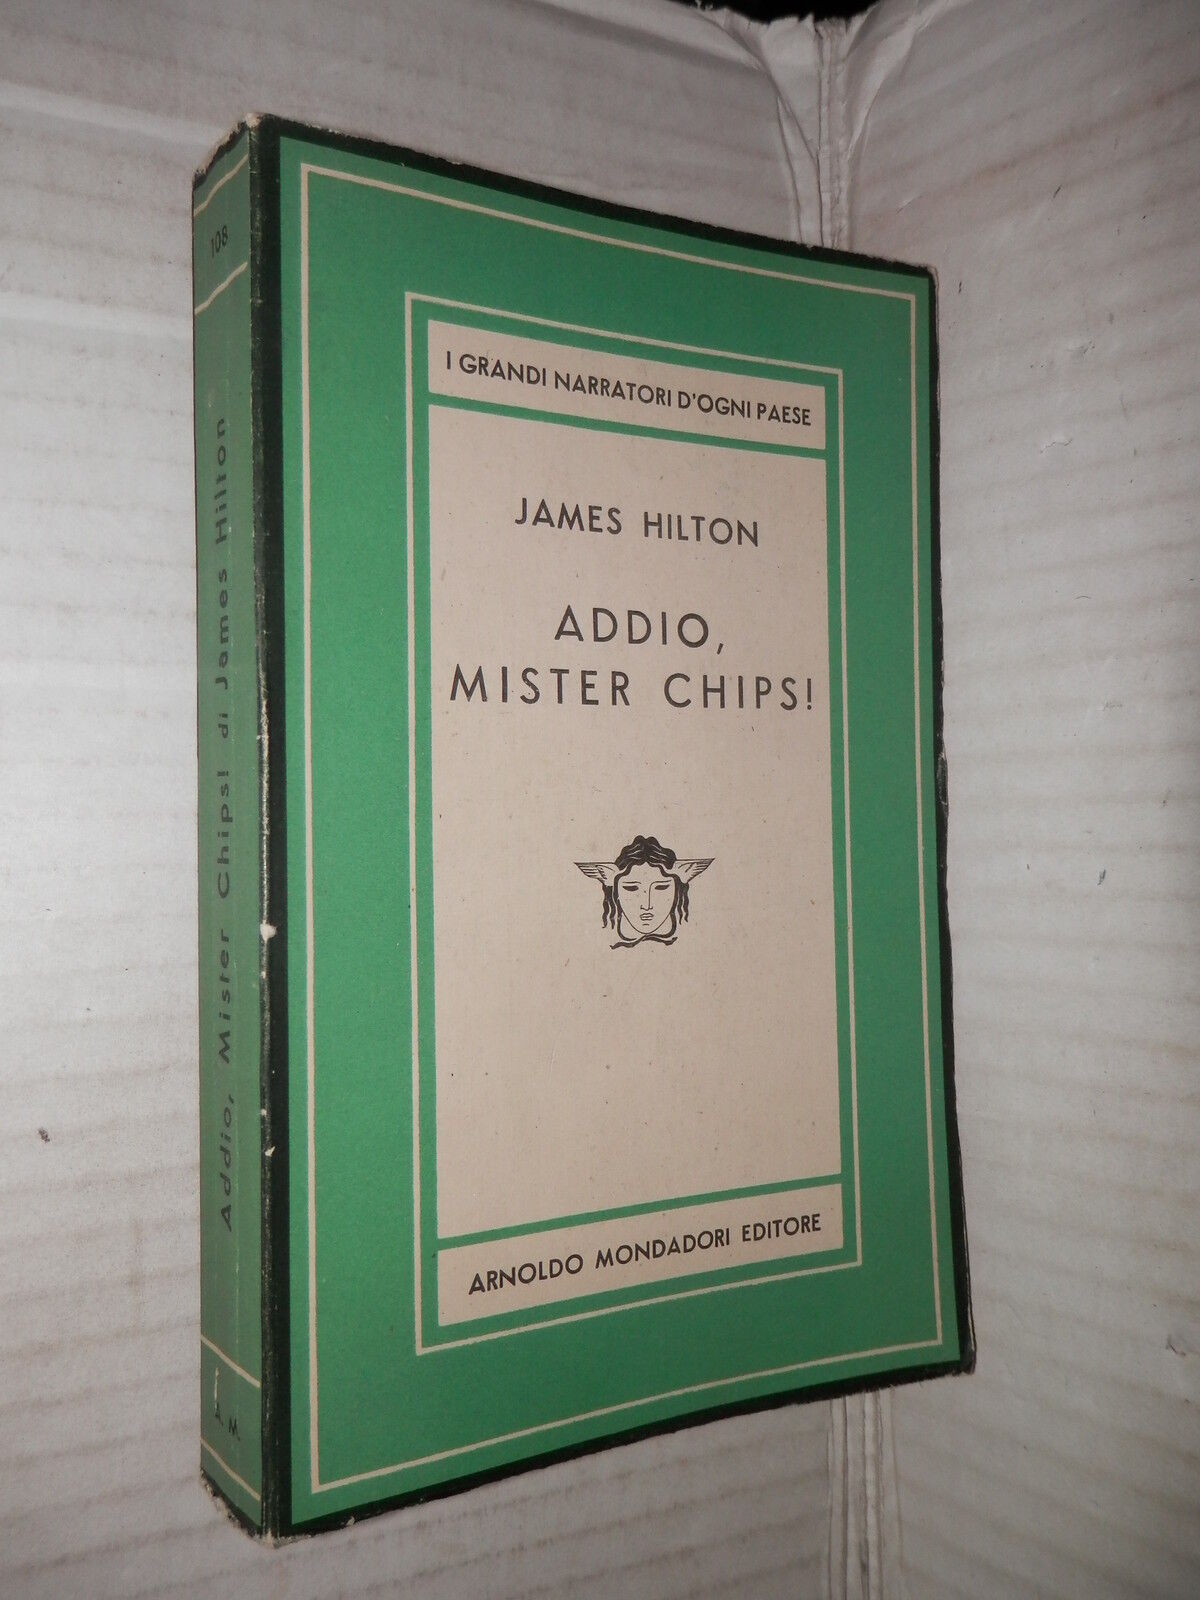 I GRANDI NARRATORI D'OGNI PAESE
JAMES HILTON
ADDIO,
MISTER CHIPS!
ARNOLDO MONDADORI EDITORE
108
Addio, Mister Chips! di James Hilton
A. M.